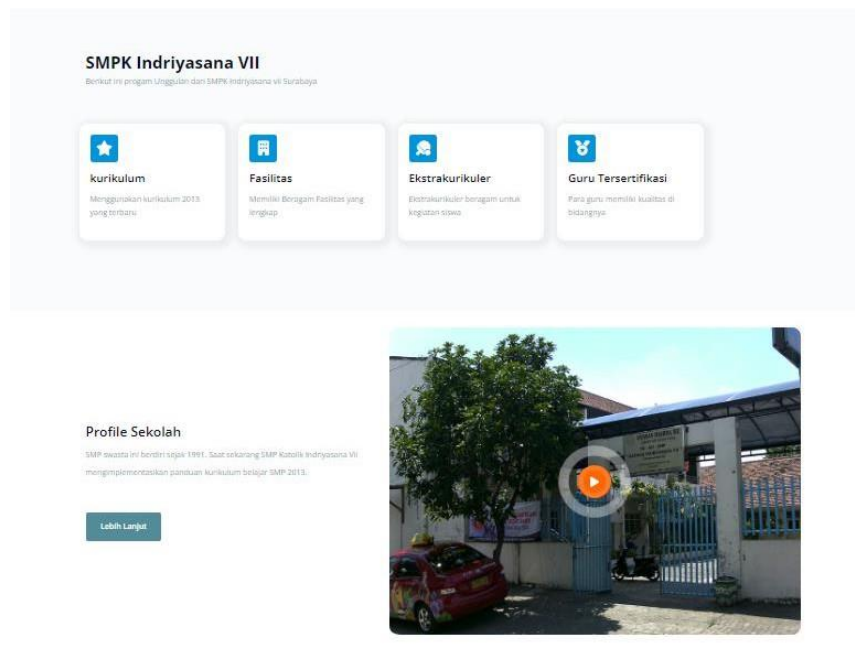 SMPK Indriyasana VII
Berikut ini progam Unggulan dari SMPK Indriyasana vii Surabaya
kurikulum
Menggunakan kurikulum 2013
yang terbaru
Fasilitas
Memiliki Beragam Fasilitas yang
lengkap
Ekstrakurikuler
Ekstrakurikuler beragam untuk
kegiatan siswa
Guru Tersertifikasi
Para guru memiliki kualitas di
bidangnya
Profile Sekolah
SMP swasta ini berdiri sejak 1991. Saat sekarang SMP Katolik Indriyasana Vii
mengimplementasikan panduan kurikulum belajar SMP 2013.
Lebih Lanjut